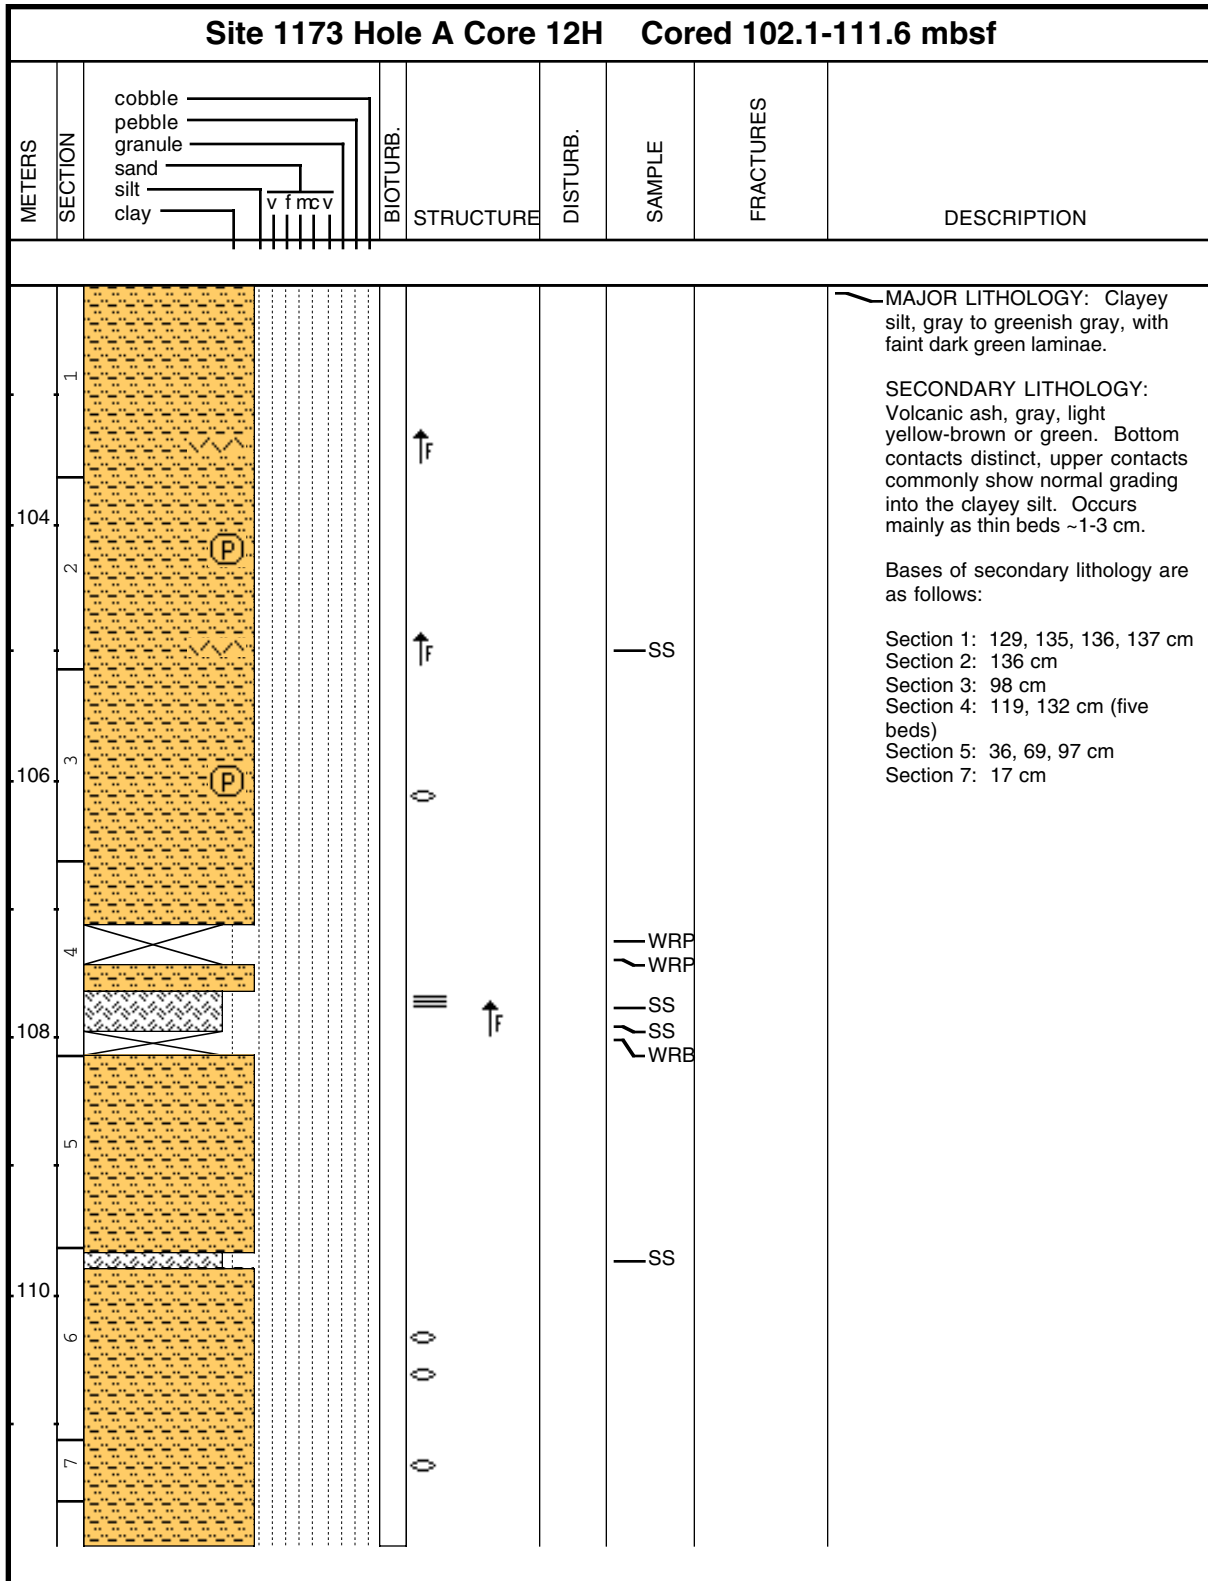 Site 1173 Hole A Core 12H Cored 102.1-111.6 mbsf
METERS
SECTION
cobble
pebble
granule
sand
silt
clay
v f m c v
BIOTURB.
STRUCTURE
DISTURB.
SAMPLE
FRACTURES
DESCRIPTION
MAJOR LITHOLOGY: Clayey
silt, gray to greenish gray, with
faint dark green laminae.
SECONDARY LITHOLOGY:
Volcanic ash, gray, light
yellow-brown or green. Bottom
contacts distinct, upper contacts
commonly show normal grading
into the clayey silt. Occurs
mainly as thin beds ~1-3 cm.
Bases of secondary lithology are
as follows:
Section 1: 129, 135, 136, 137 cm
Section 2: 136 cm
Section 3: 98 cm
Section 4: 119, 132 cm (five
beds)
Section 5: 36, 69, 97 cm
Section 7: 17 cm
1
F
104
P
2
F
SS
3
106
P
4
WRP
WRP
SS
F
SS
108
WRB
5
SS
110
6
7